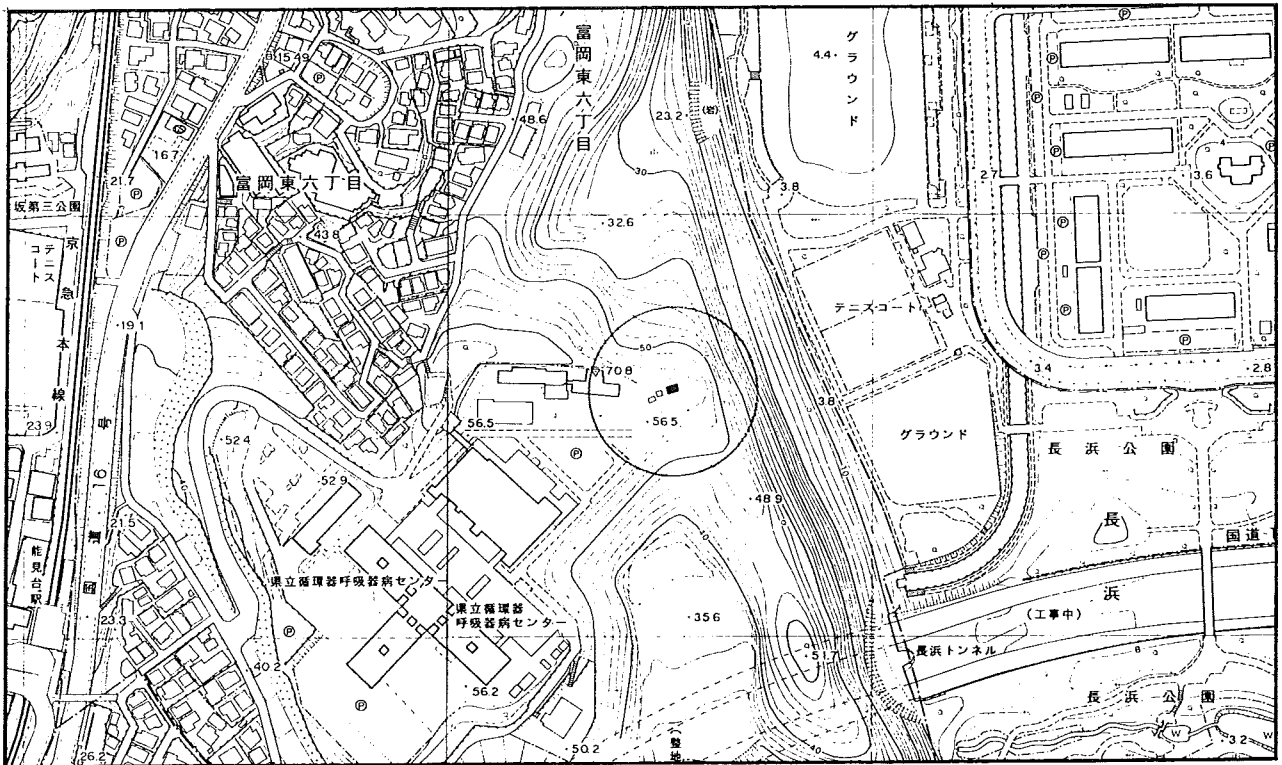 P
15.49
P
16.7
21.7
P
P
坂第三公園
テニス
コート
京急本線
富岡東六丁目
43.8
富岡東六丁目
48.6
23.2
(岩)
30
32.6
4.4
グラウンド
3.8
P
P
P
P
P
P
P
2.7
3.6
テニスコート
3.8
3.4
2.8
グラウンド
長浜公園
19.1
国道16号
23.9
能見台駅
21.5
23.3
26.2
52.4
52.9
56.5
70.8
50
56.5
P
48.9
県立循環器呼吸器病センター
県立循環器
呼吸器病センター
P
40.2
56.2
P
50.2
35.6
51.7
40
(整地
長浜
国道
(工事中)
長浜トンネル
長浜公園
W
3.2
W